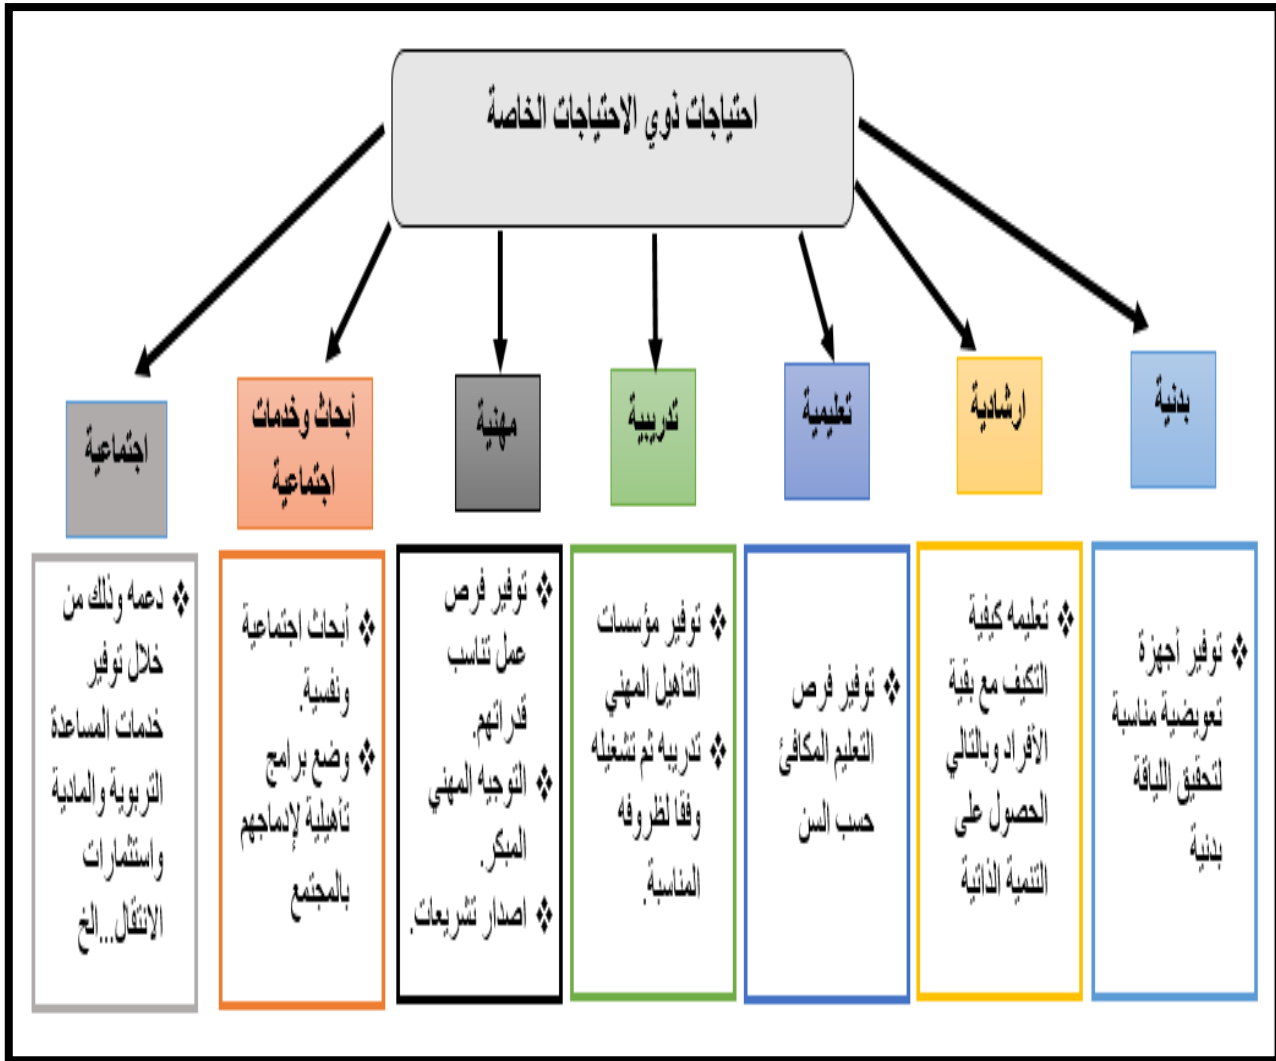 احتياجات ذوي الاحتياجات الخاصة
بدنية
ارشادية
تعليمية
تدريبية
مهنية
أبحاث وخدمات
اجتماعية
اجتماعية
❖ توفير أجهزة
تعويضية مناسبة
لتحقيق اللياقة
بدنية
❖ تعليمه كيفية
التكيف مع بقية
الأفراد وبالتالي
الحصول على
التنمية الذاتية
❖ توفير فرص
التعليم المكافئ
حسب السن
❖ توفير مؤسسات
التأهيل المهني
❖ تدريبه ثم تشغيله
وفقا لظروفه
المناسبة.
❖ توفير فرص
عمل تناسب
قدراتهم.
❖ التوجيه المهني
المبكر.
❖ اصدار تشريعات.
❖ أبحاث اجتماعية
ونفسية.
❖ وضع برامج
تأهيلية لإدماجهم
بالمجتمع
❖ دعمه وذلك من
خلال توفير
خدمات المساعدة
التربوية والمادية
واستثمارات
الانتقال...الخ